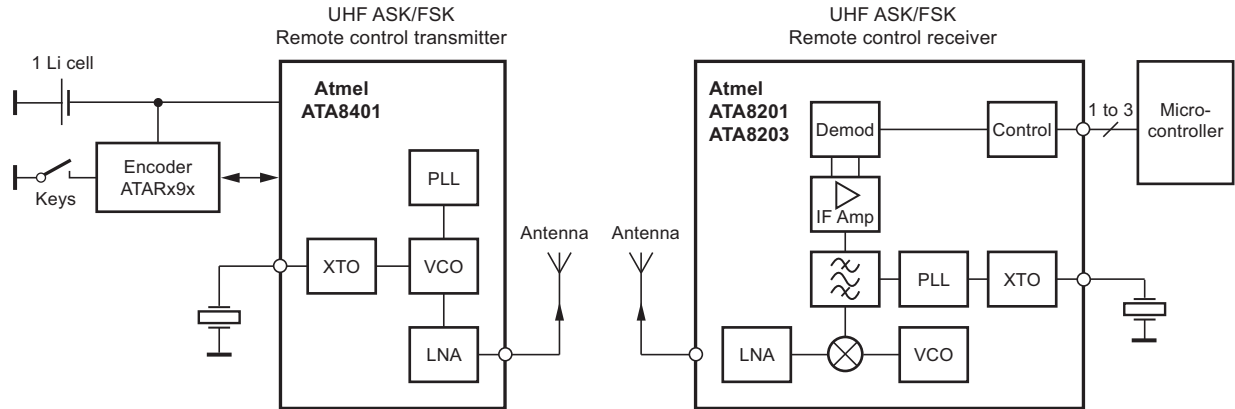 UHF ASK/FSK
Remote control transmitter
1 Li cell
Atmel
ATA8401
Encoder
ATARx9x
Keys
PLL
XTO
VCO
LNA
Antenna
UHF ASK/FSK
Remote control receiver
Antenna
Atmel
ATA8201
ATA8203
Demod
Control
1 to 3
Micro-
controller
IF Amp
PLL
XTO
LNA
VCO